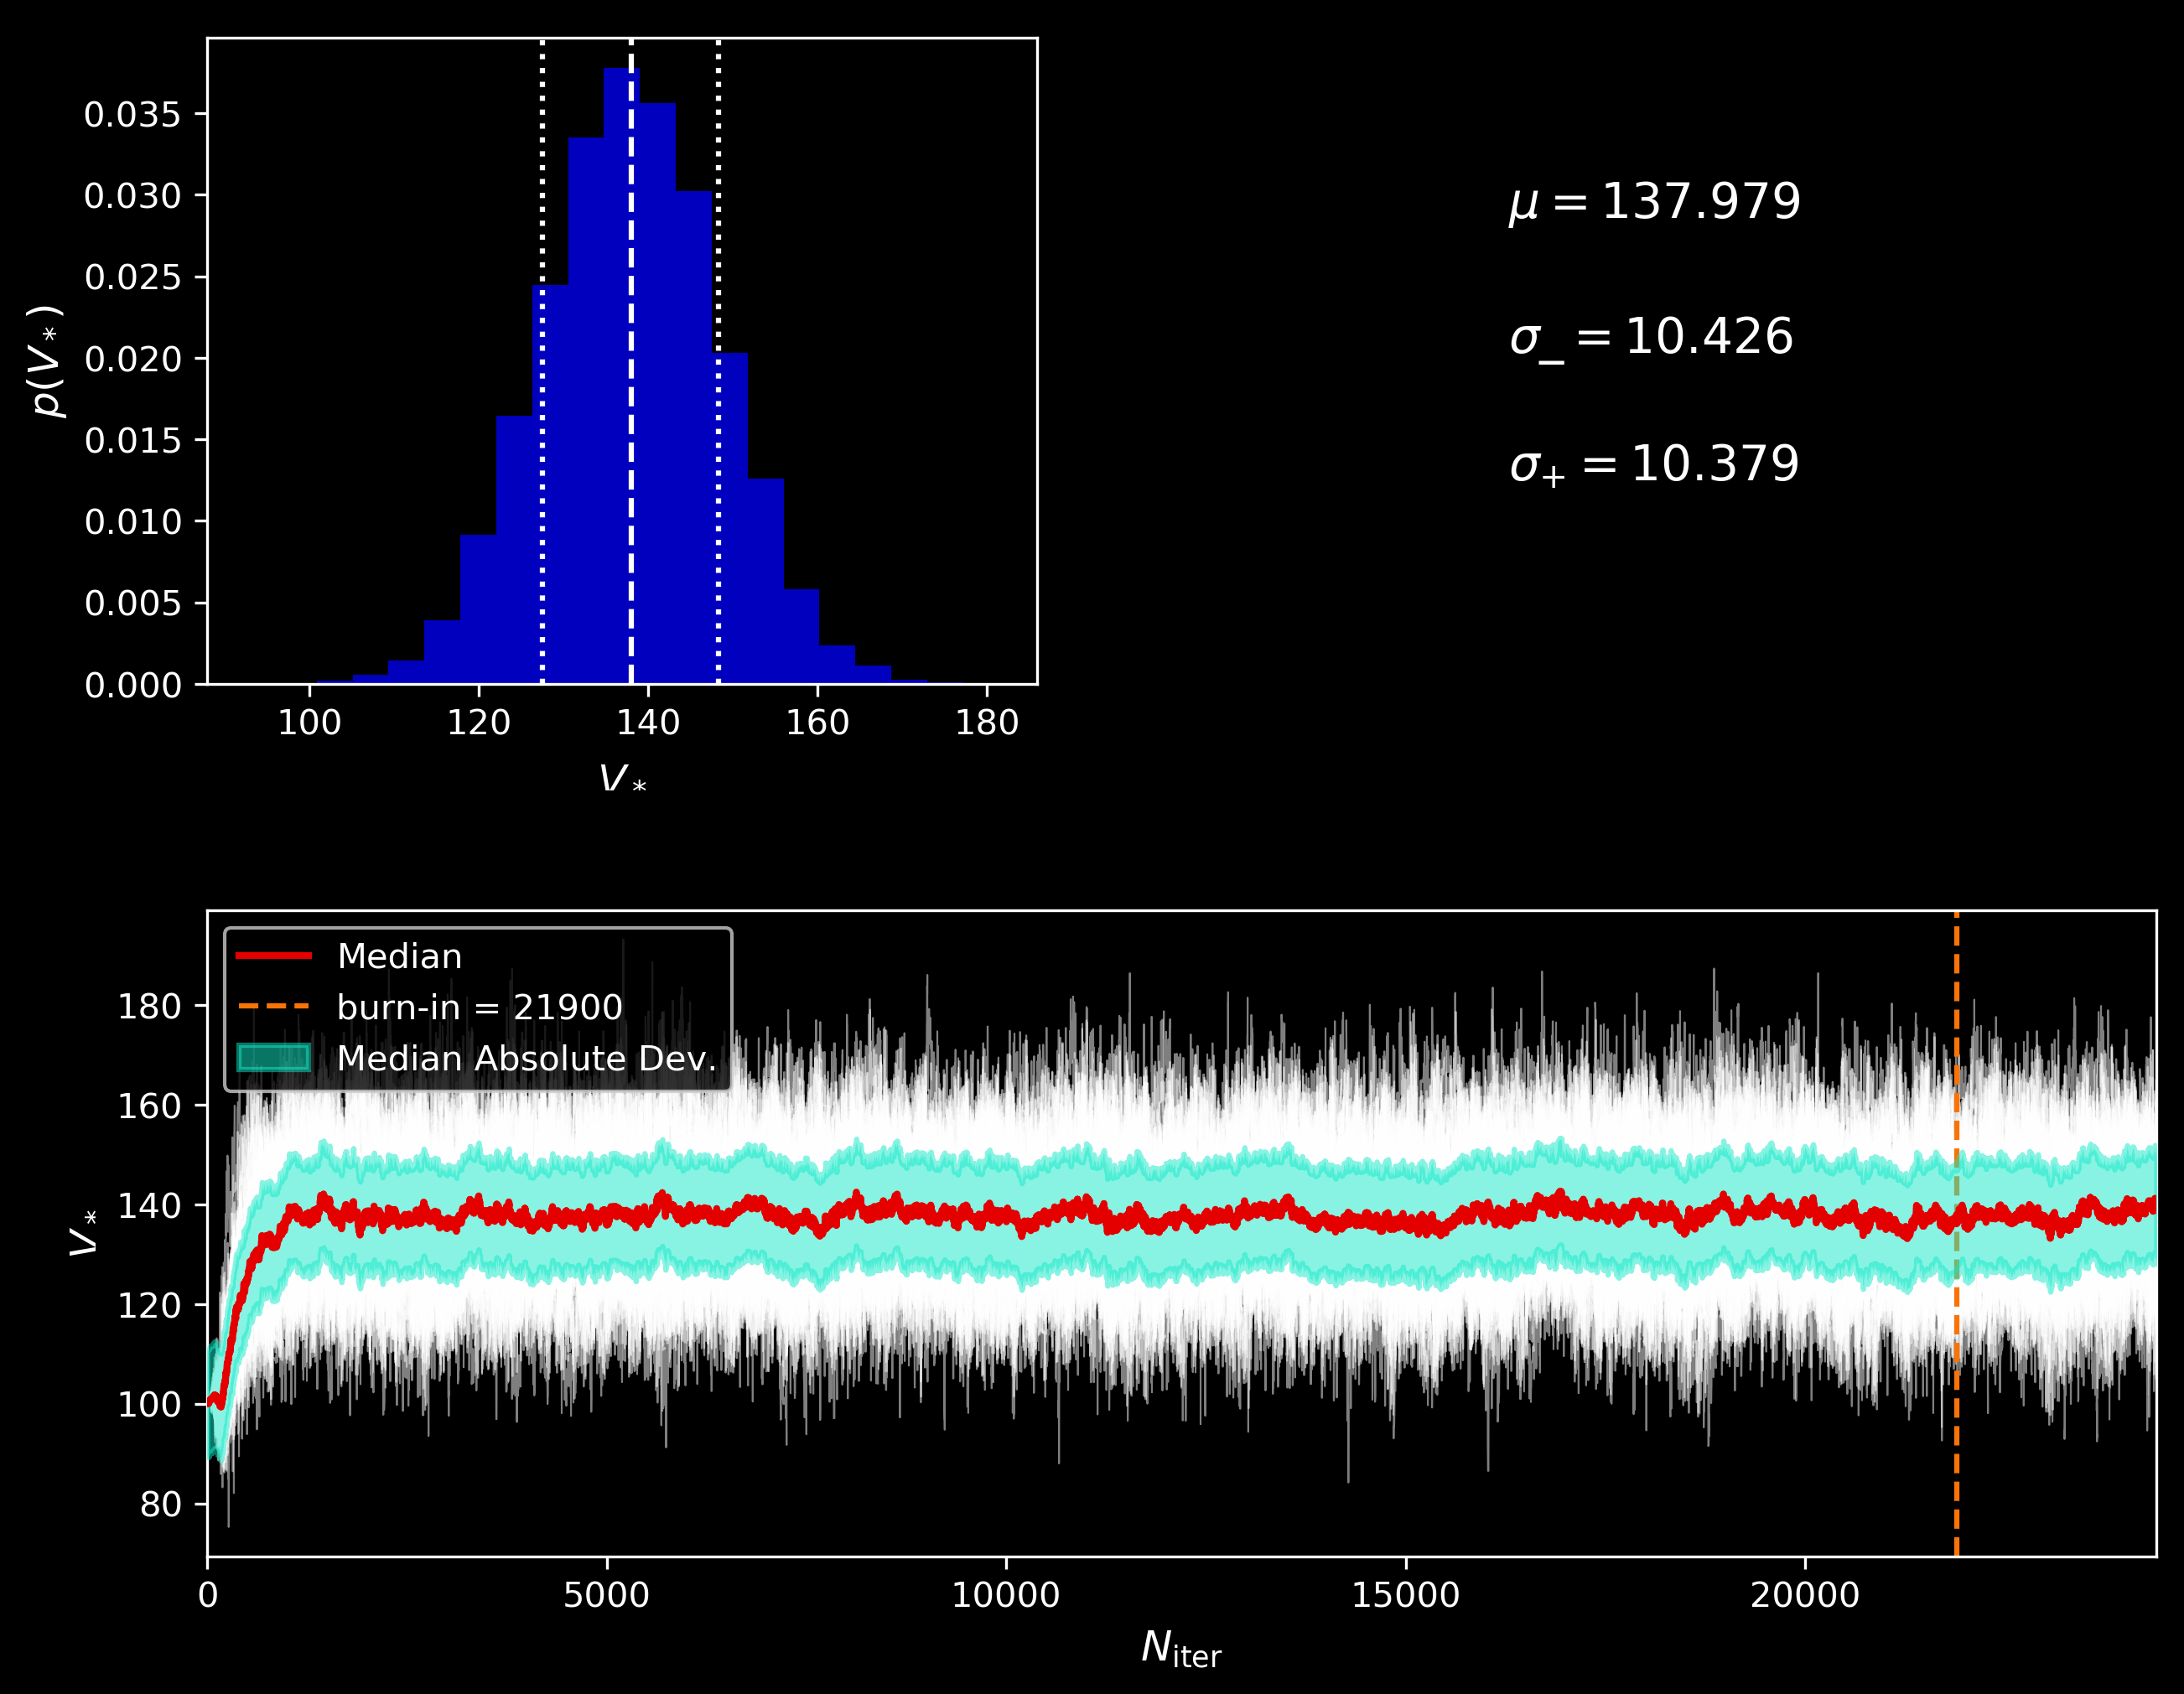 0.035
0.030
0.025
0.020
0.015
0.010
0.005
0.000
p(V*)
100 120 140 160 180
V*
μ = 137.979
σ_ = 10.426
σ+ = 10.379
Median
burn-in = 21900
Median Absolute Dev.
180
160
140
120
100
80
V*
0 5000 10000 15000 20000
Niter